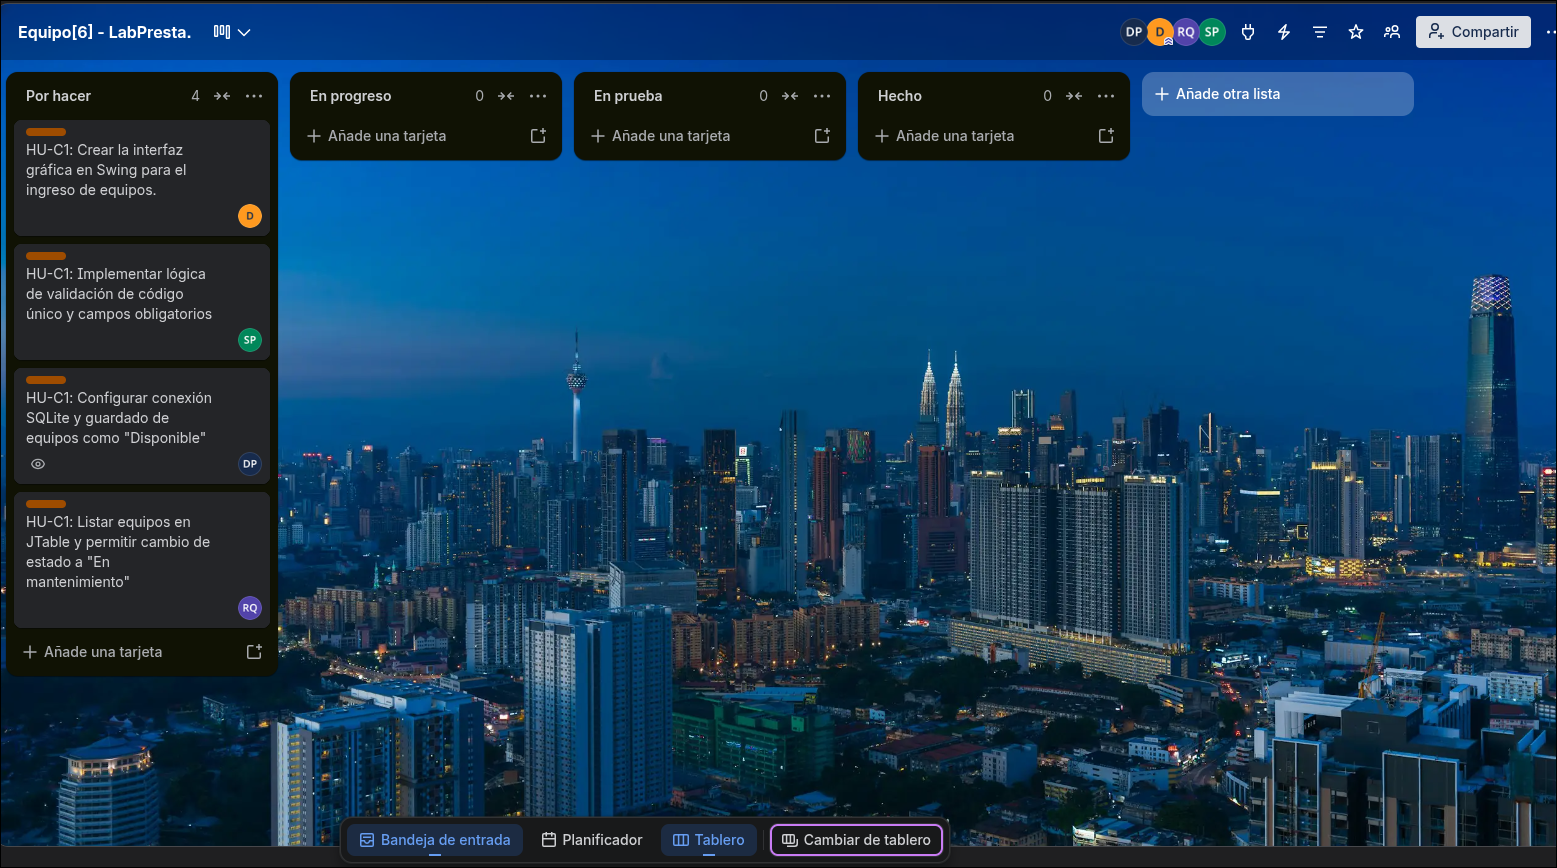 Equipo[6] - LabPresta.
DP D RQ SP
Compartir
Por hacer 4
HU-C1: Crear la interfaz
gráfica en Swing para el
ingreso de equipos.
D
HU-C1: Implementar lógica
de validación de código
único y campos obligatorios
SP
HU-C1: Configurar conexión
SQLite y guardado de
equipos como "Disponible"
DP
HU-C1: Listar equipos en
JTable y permitir cambio de
estado a "En
mantenimiento"
RQ
Añade una tarjeta
En progreso 0
Añade una tarjeta
En prueba 0
Añade una tarjeta
Hecho 0
Añade una tarjeta
Añade otra lista
Bandeja de entrada
Planificador
Tablero
Cambiar de tablero